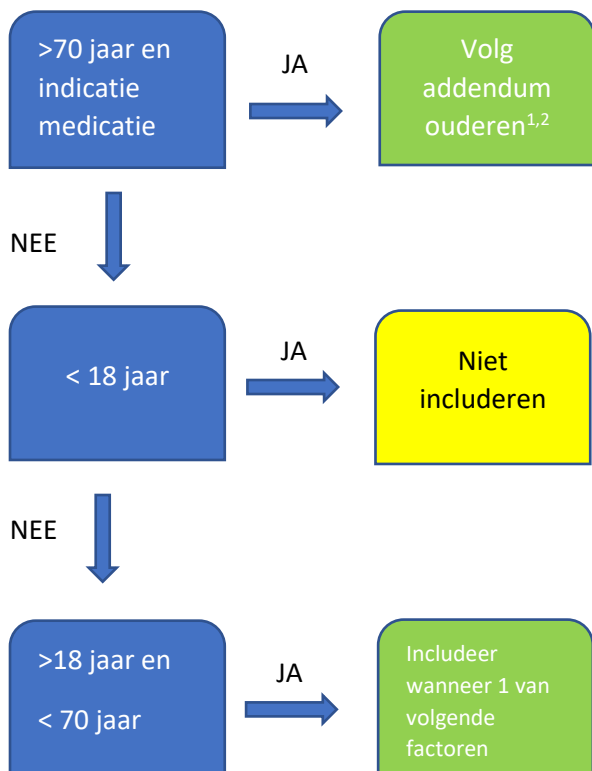 >70 jaar en
indicatie
medicatie
JA
Volg
addendum
ouderen1,2
NEE
< 18 jaar
JA
Niet
includeren
NEE
>18 jaar en
< 70 jaar
JA
Includeer
wanneer 1 van
volgende
factoren